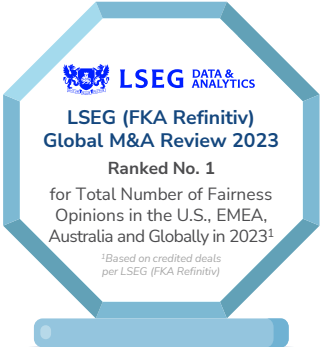 LSEG DATA &
ANALYTICS
LSEG (FKA Refinitiv)
Global M&A Review 2023
Ranked No. 1
for Total Number of Fairness
Opinions in the U.S., EMEA,
Australia and Globally in 2023¹
¹Based on credited deals
per LSEG (FKA Refinitiv)